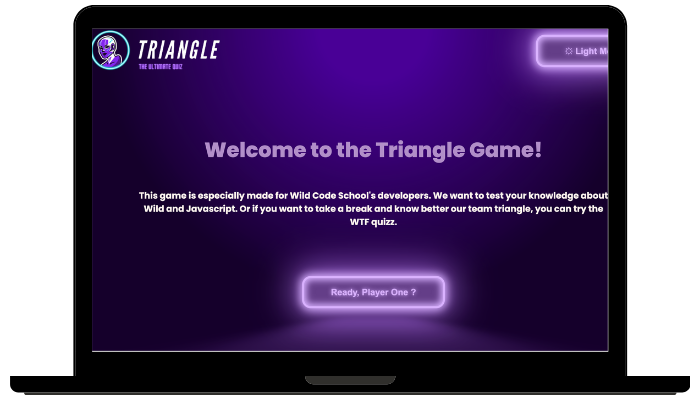 TRIANGLE
THE ULTIMATE QUIZ
Light M
Welcome to the Triangle Game!
This game is especially made for Wild Code School's developers. We want to test your knowledge about
Wild and Javascript. Or if you want to take a break and know better our team triangle, you can try the
WTF quizz.
Ready, Player One ?